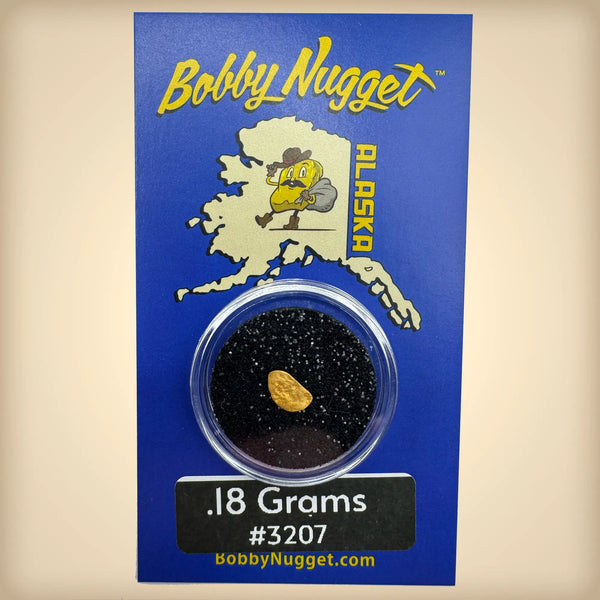 Bobby Nugget™
ALASKA
.18 Grams
#3207
BobbyNugget.com